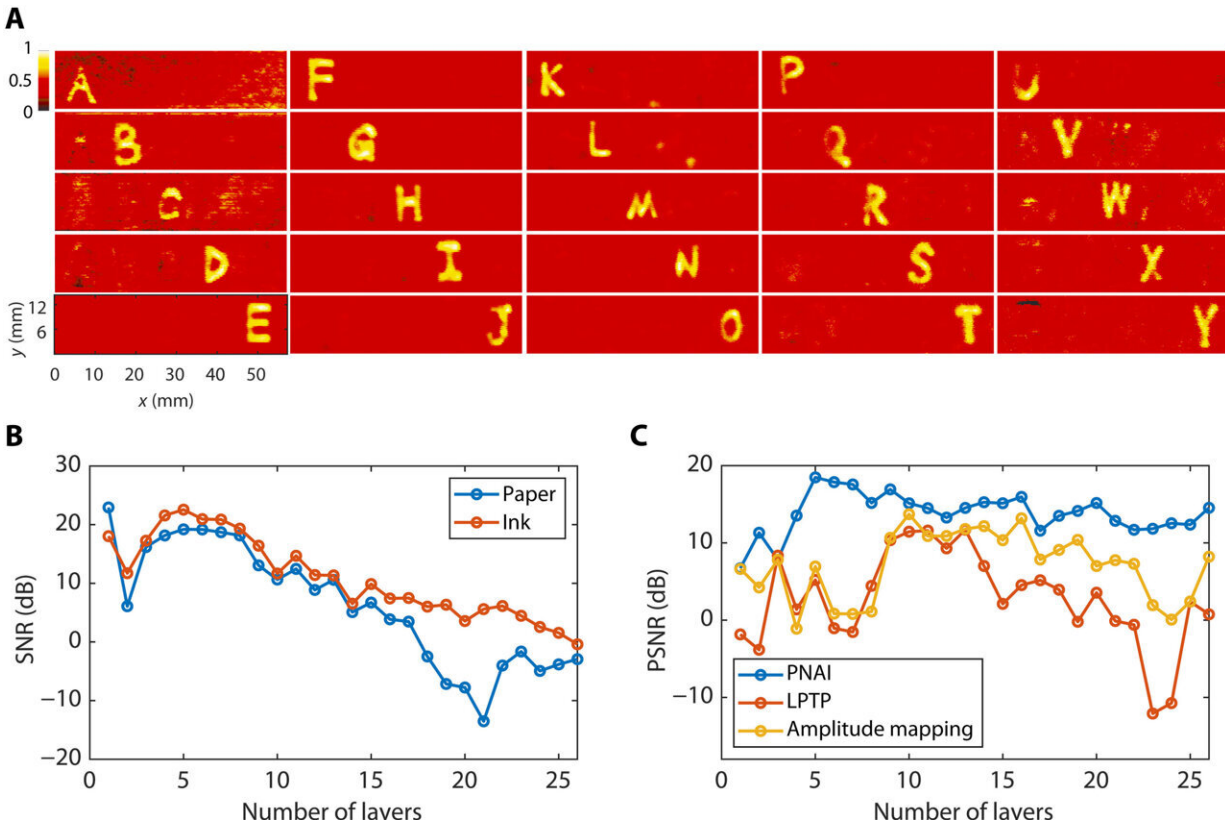 A
1
0.5
0
A F K P U
B G L Q V
C H M R W
D I N S X
E J O T Y
12
6
y (mm)
0 10 20 30 40 50
x (mm)
B
30
20
10
0
−10
−20
SNR (dB)
Paper
Ink
0 5 10 15 20 25
Number of layers
C
20
10
0
−10
PSNR (dB)
PNAI
LPTP
Amplitude mapping
0 5 10 15 20 25
Number of layers